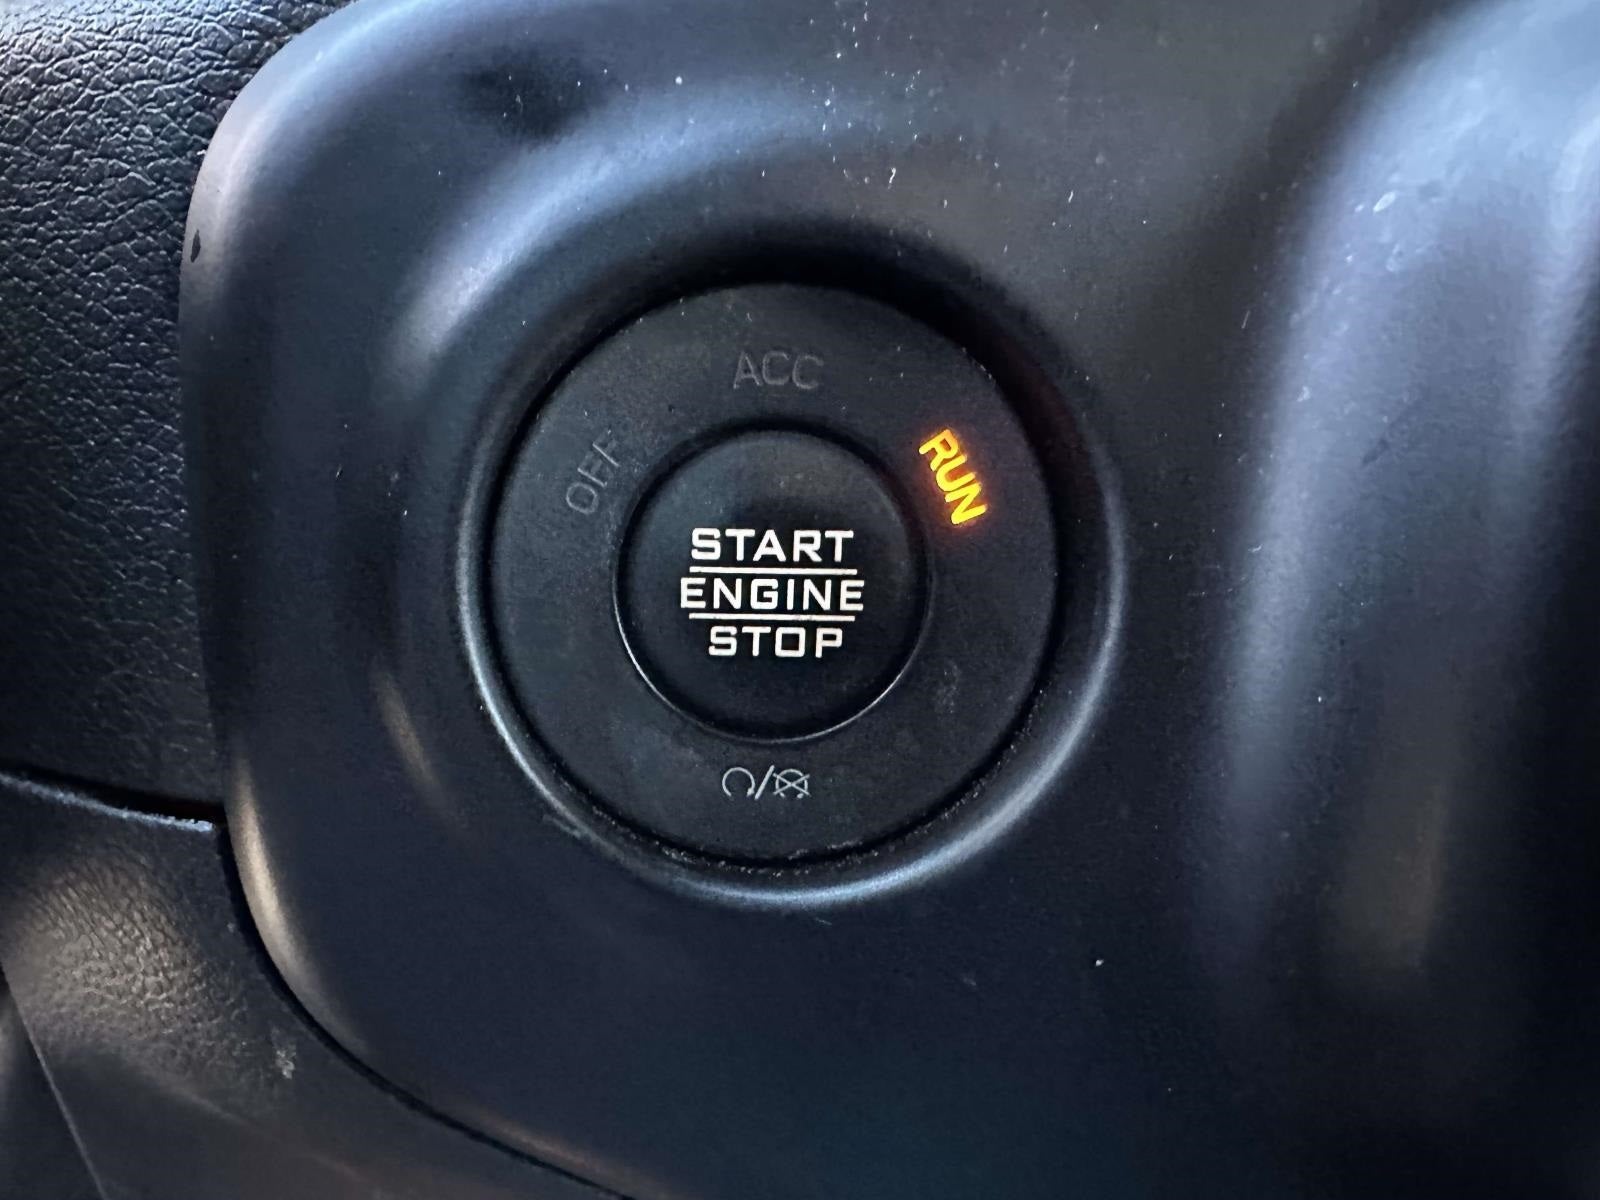 ACC
OFF
RUN
START
ENGINE
STOP